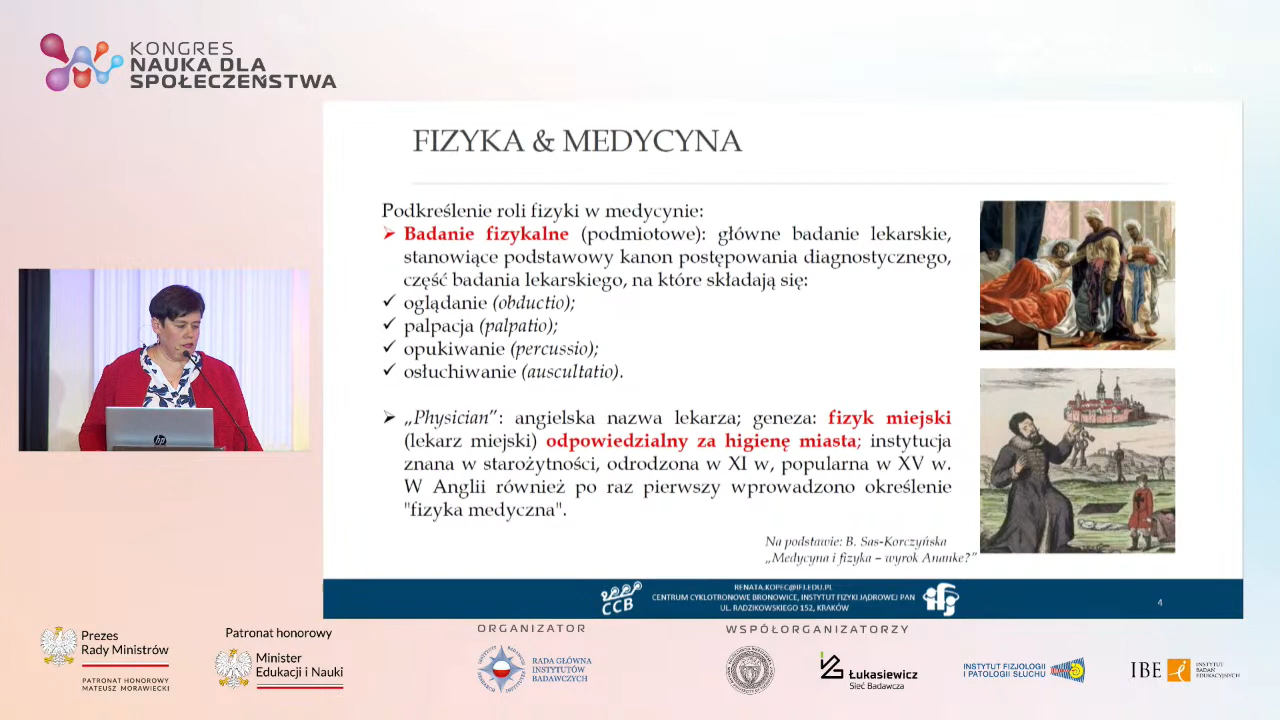 KONGRES
NAUKA DLA
SPOŁECZEŃSTWA
FIZYKA & MEDYCYNA
Podkreślenie roli fizyki w medycynie:
Badanie fizykalne (podmiotowe): główne badanie lekarskie,
stanowiące podstawowy kanon postępowania diagnostycznego,
część badania lekarskiego, na które składają się:
oglądanie (obductio);
palpacja (palpatio);
opukiwanie (percussio);
osłuchiwanie (auscultatio).
„Physician”: angielska nazwa lekarza; geneza: fizyk miejski
(lekarz miejski) odpowiedzialny za higienę miasta; instytucja
znana w starożytności, odrodzona w XI w, popularna w XV w.
W Anglii również po raz pierwszy wprowadzono określenie
"fizyka medyczna".
Na podstawie: B. Sas-Korczyńska
„Medycyna i fizyka – wyrok Ananke?”
hp
CCB
RENATA.KOPEC@IFJ.EDU.PL
CENTRUM CYKLOTRONOWE BRONOWICE, INSTYTUT FIZYKI JĄDROWEJ PAN
UL. RADZIKOWSKIEGO 152, KRAKÓW
ifj
4
Prezes
Rady Ministrów
PATRONAT HONOROWY
MATEUSZ MORAWIECKI
Patronat honorowy
Minister
Edukacji i Nauki
ORGANIZATOR
RADA GŁÓWNA
INSTYTUTÓW
BADAWCZYCH
WSPÓŁORGANIZATORZY
Łukasiewicz
Sieć Badawcza
INSTYTUT FIZJOLOGII
I PATOLOGII SŁUCHU
IBE
INSTYTUT
BADAŃ
EDUKACYJNYCH